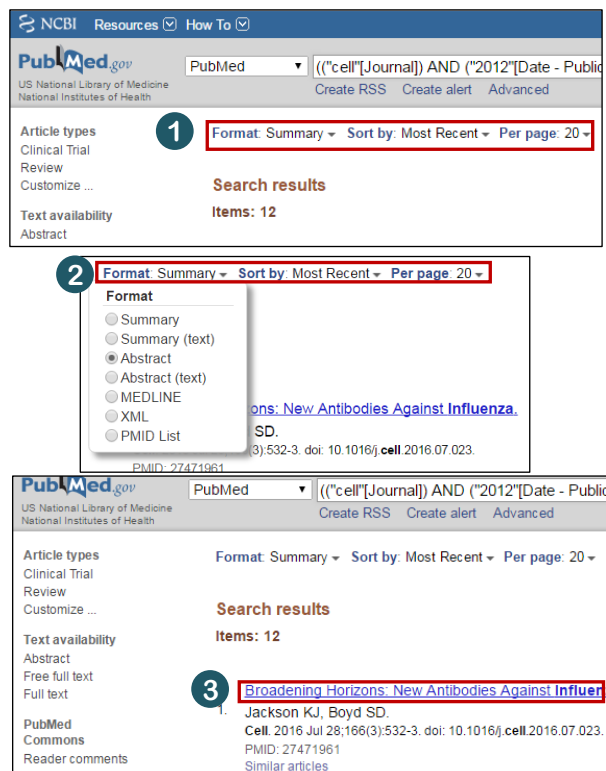 NCBI Resources How To
PubMed.gov
US National Library of Medicine
National Institutes of Health
PubMed
(("cell"[Journal]) AND ("2012"[Date - Public
Create RSS Create alert Advanced
Article types
Clinical Trial
Review
Customize ...
Text availability
Abstract
1
Format: Summary Sort by: Most Recent Per page: 20
Search results
Items: 12
2
Format: Summary Sort by: Most Recent Per page: 20
Format
Summary
Summary (text)
Abstract
Abstract (text)
MEDLINE
XML
PMID List
ons: New Antibodies Against Influenza.
SD.
(3):532-3. doi: 10.1016/j.cell.2016.07.023.
PMID: 27471961
PubMed.gov
US National Library of Medicine
National Institutes of Health
PubMed
(("cell"[Journal]) AND ("2012"[Date - Public
Create RSS Create alert Advanced
Article types
Clinical Trial
Review
Customize ...
Text availability
Abstract
Free full text
Full text
PubMed
Commons
Reader comments
Format: Summary Sort by: Most Recent Per page: 20
Search results
Items: 12
3
Broadening Horizons: New Antibodies Against Influen
1.
Jackson KJ, Boyd SD.
Cell. 2016 Jul 28;166(3):532-3. doi: 10.1016/j.cell.2016.07.023.
PMID: 27471961
Similar articles